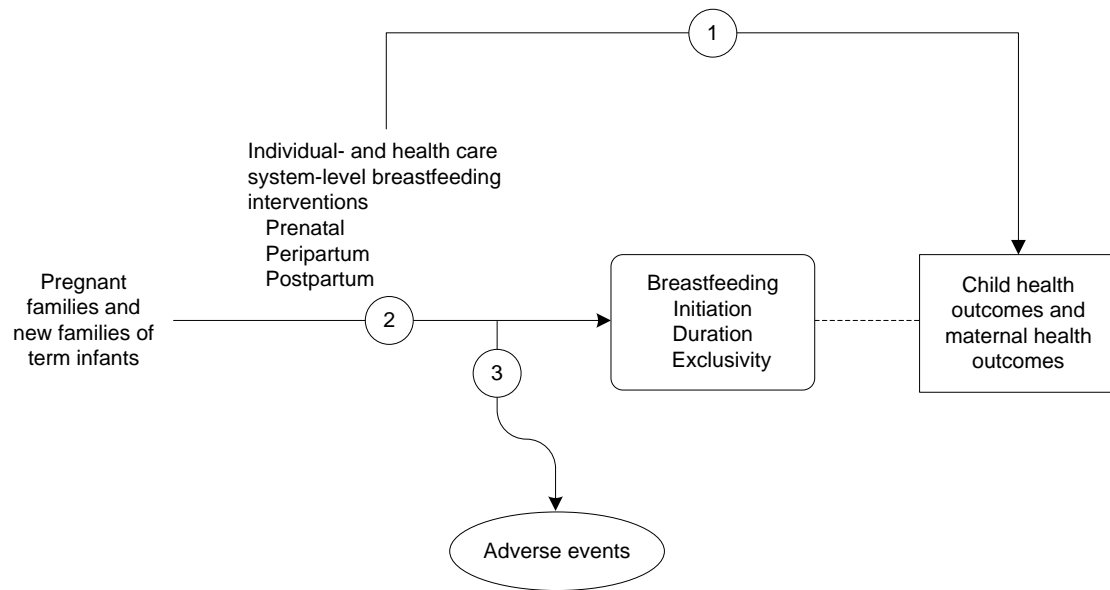 1
Individual- and health care
system-level breastfeeding
interventions
Prenatal
Peripartum
Postpartum
Pregnant
families and
new families of
term infants
2
3
Breastfeeding
Initiation
Duration
Exclusivity
Child health
outcomes and
maternal health
outcomes
Adverse events